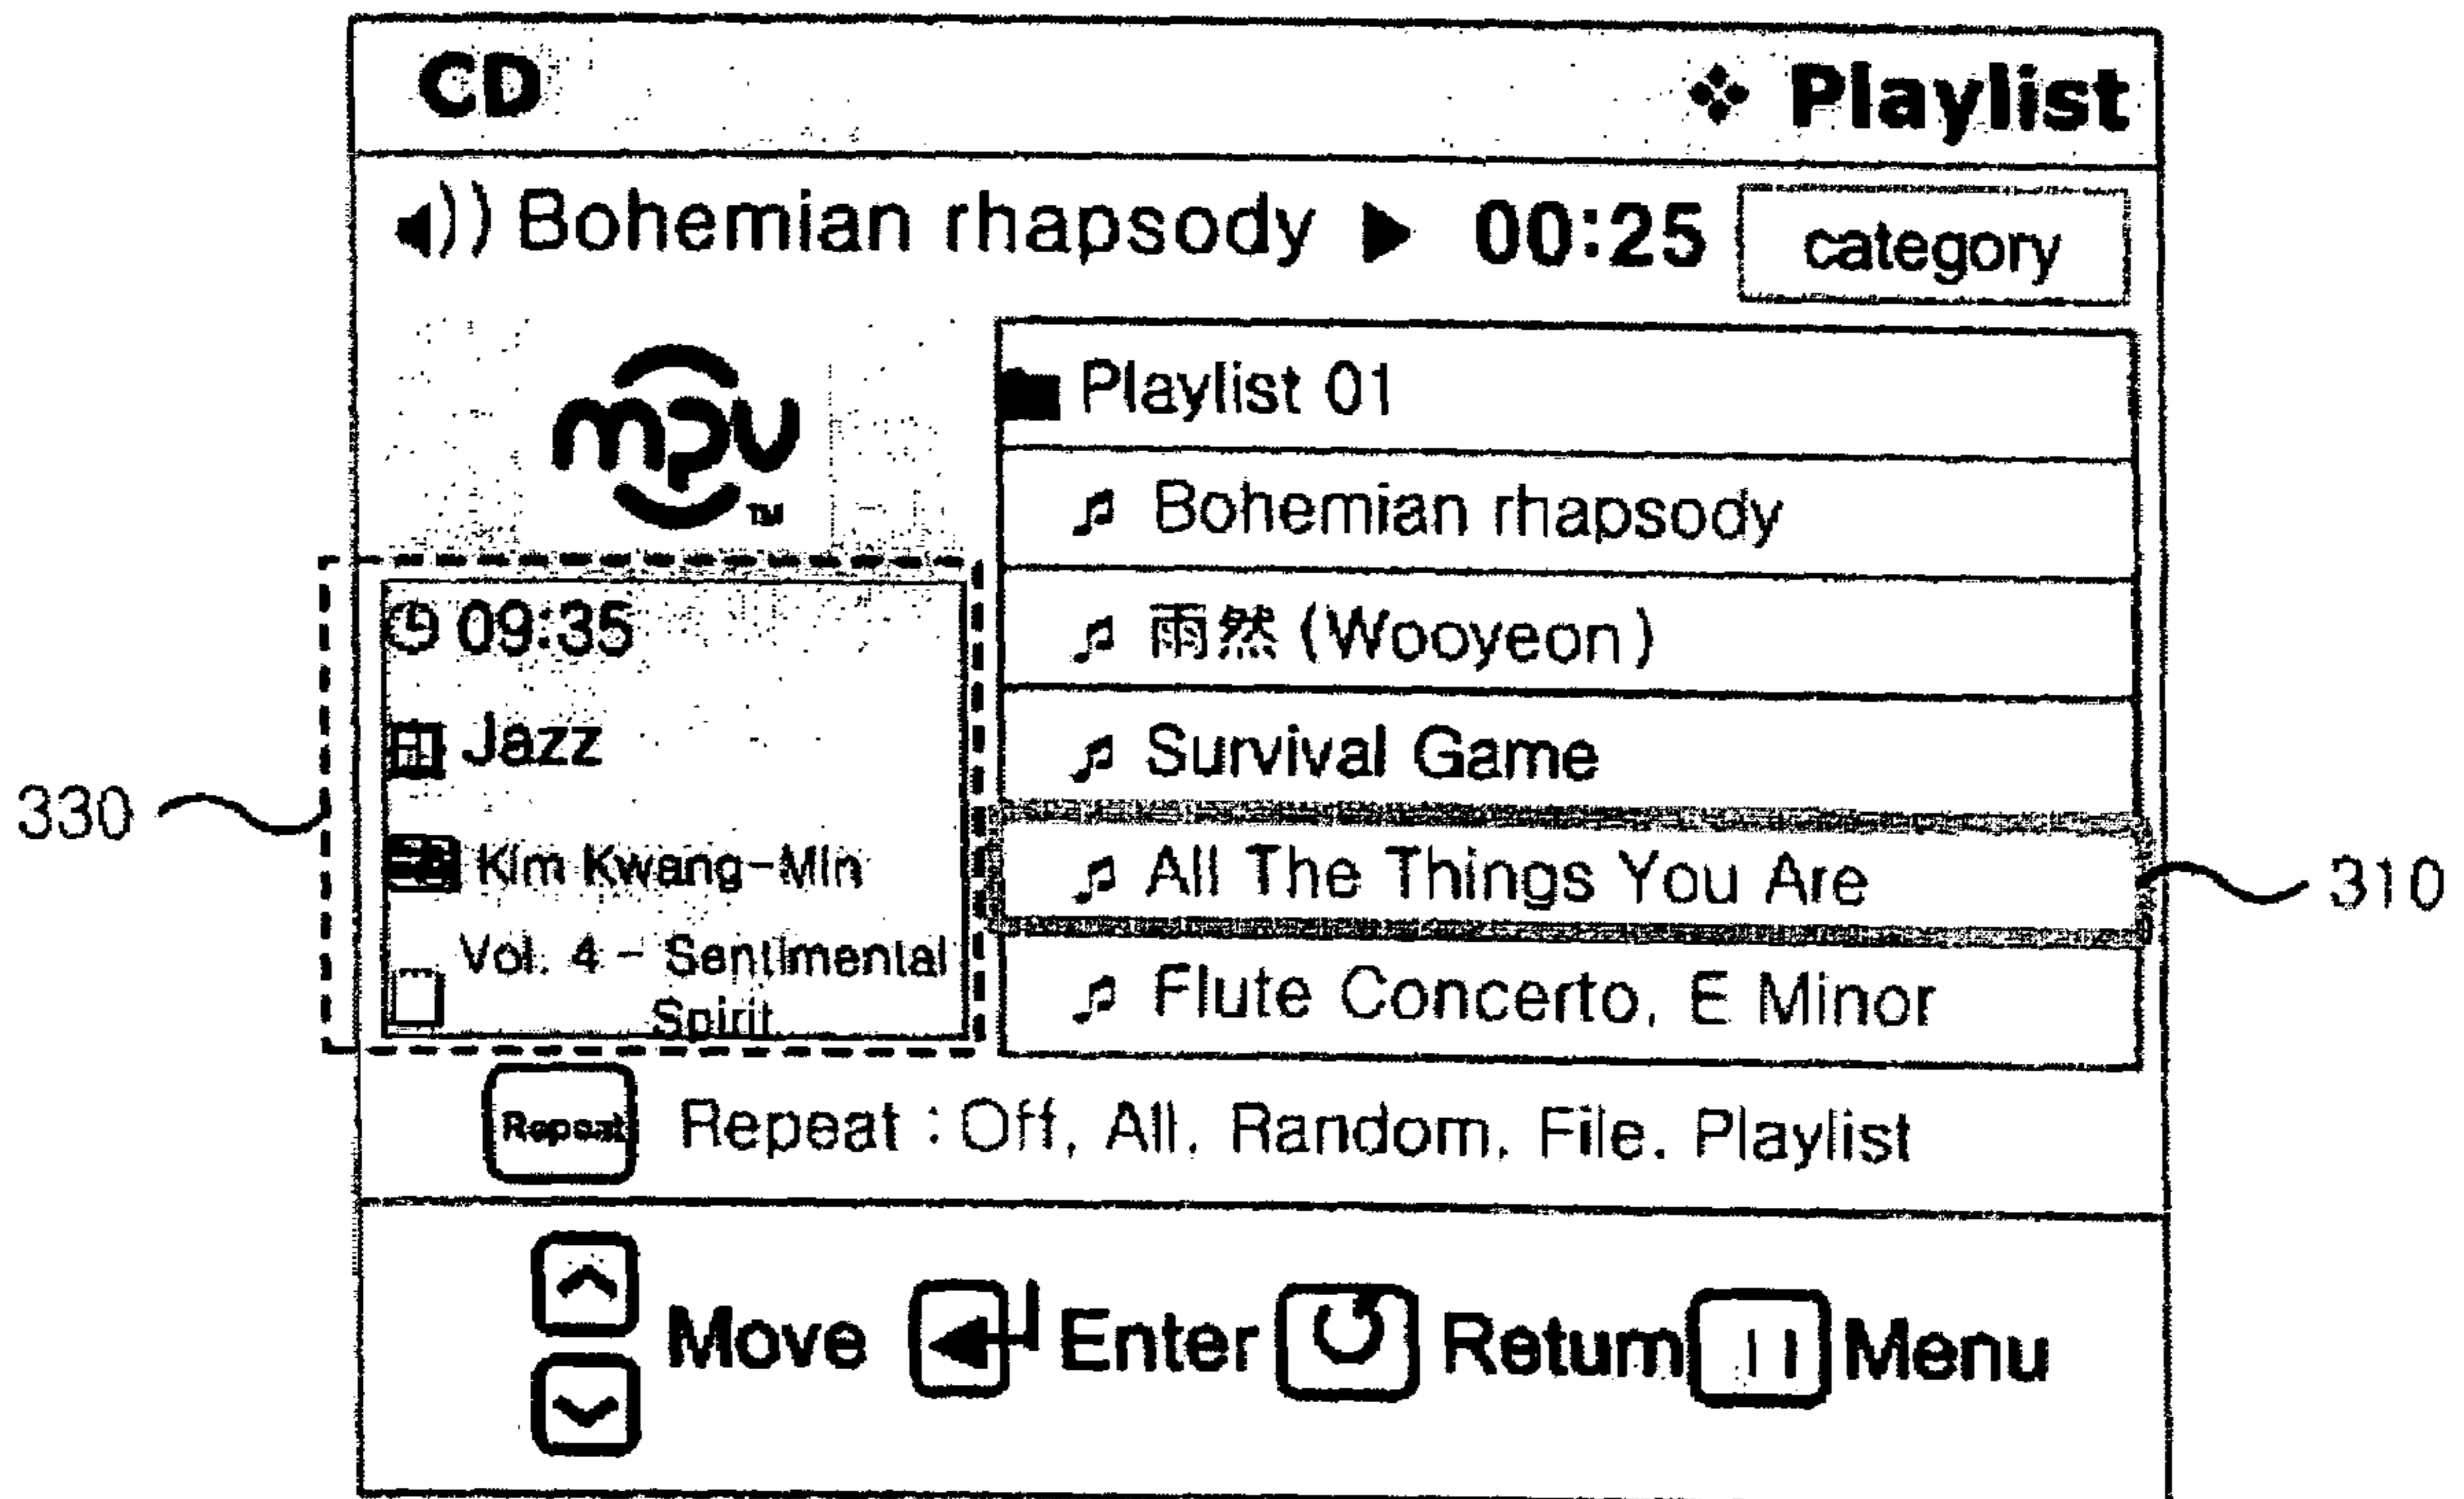 CD
❖ Playlist
Bohemian rhapsody ▶ 00:25
category
mpv TM
Playlist 01
Bohemian rhapsody
雨然 (Wooyeon)
Survival Game
All The Things You Are
Flute Concerto, E Minor
09:35
Jazz
Kim Kwang-Min
Vol. 4 - Sentimental
Spirit
330
310
Repeat
Repeat : Off, All, Random, File, Playlist
Move Enter Return Menu